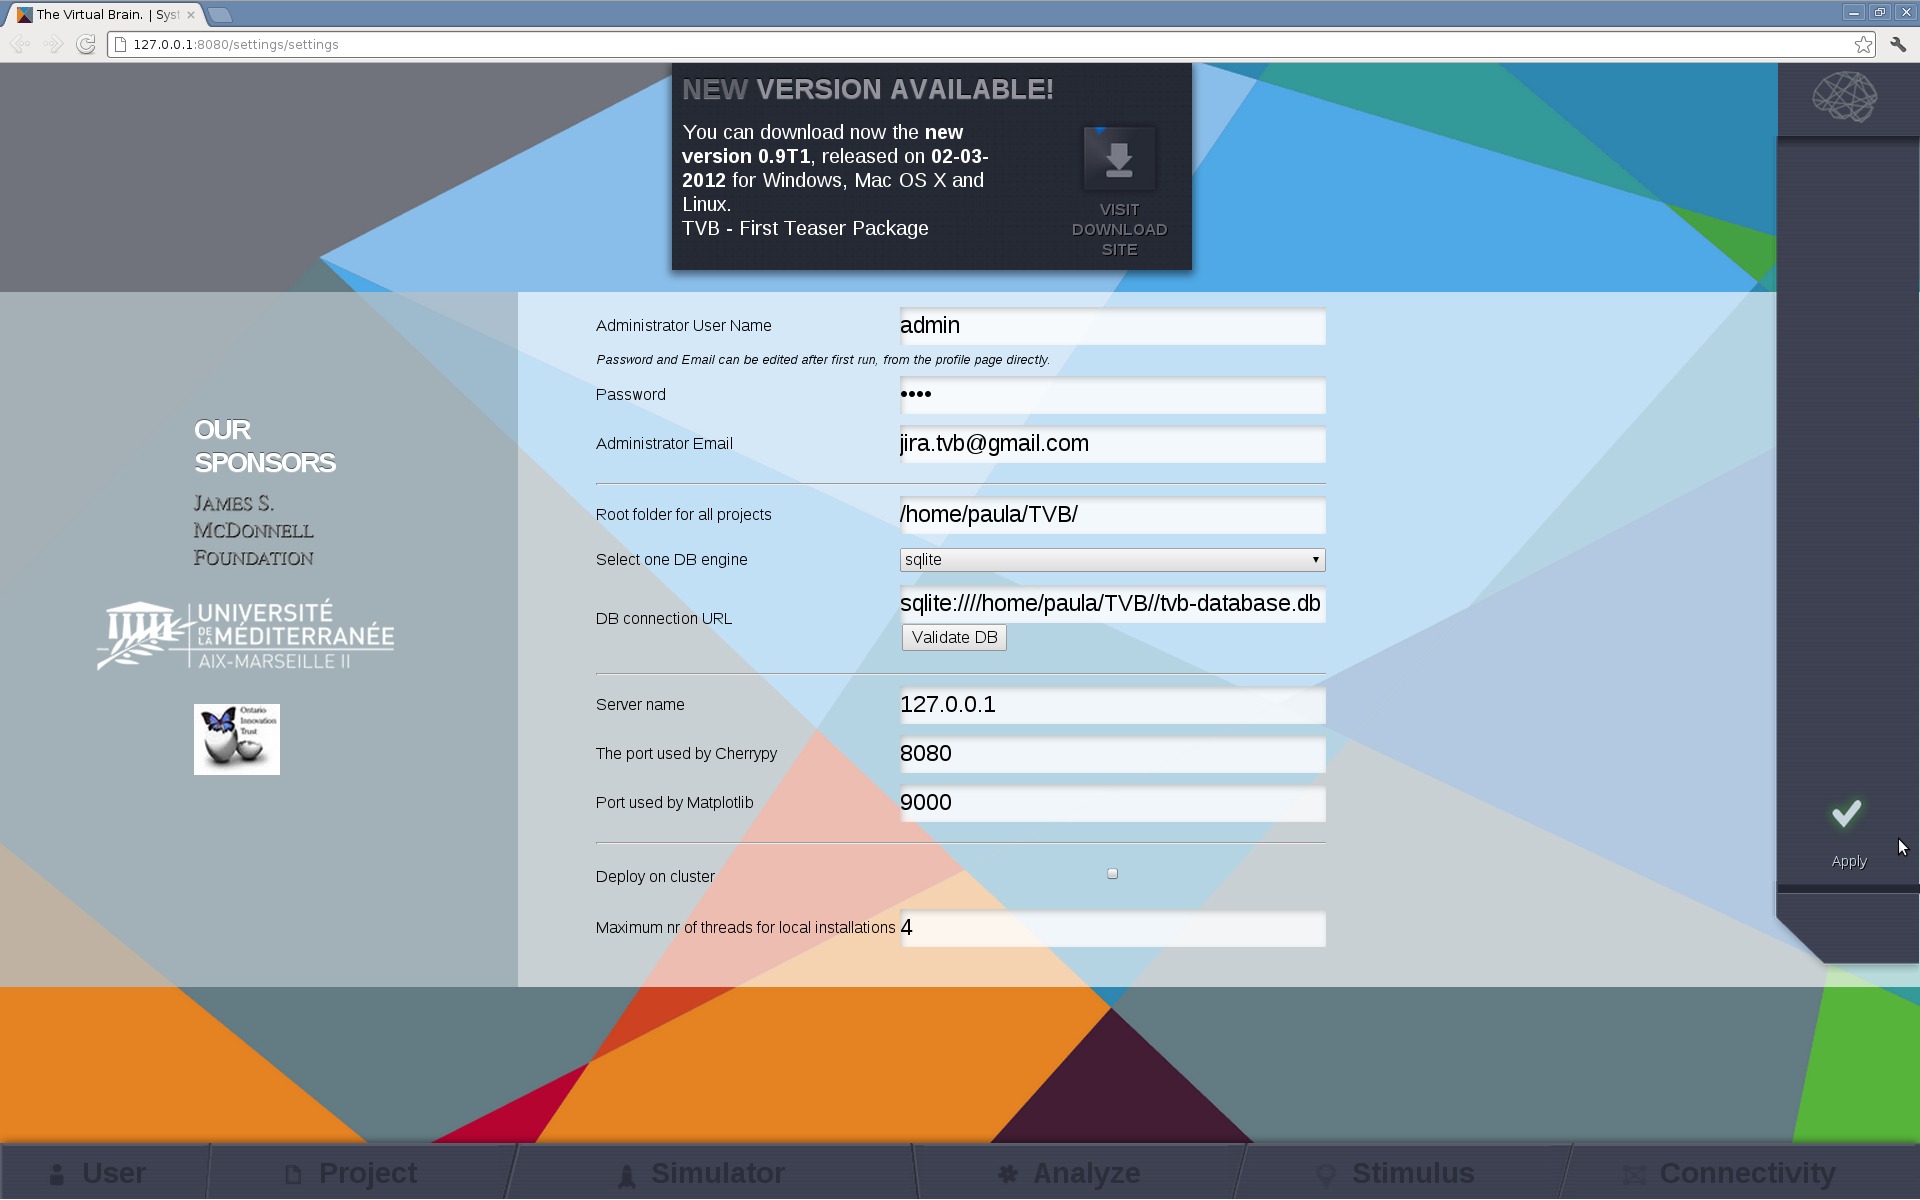 The Virtual Brain. | Syst
127.0.0.1:8080/settings/settings
NEW VERSION AVAILABLE!
You can download now the new
version 0.9T1, released on 02-03-
2012 for Windows, Mac OS X and
Linux.
TVB - First Teaser Package
VISIT
DOWNLOAD
SITE
OUR
SPONSORS
JAMES S.
MCDONNELL
FOUNDATION
UNIVERSITÉ
DE LA MÉDITERRANÉE
AIX-MARSEILLE II
Ontario
Innovation
Trust
Administrator User Name admin
Password and Email can be edited after first run, from the profile page directly.
Password ••••
Administrator Email jira.tvb@gmail.com
Root folder for all projects /home/paula/TVB/
Select one DB engine sqlite
DB connection URL sqlite:////home/paula/TVB//tvb-database.db
Validate DB
Server name 127.0.0.1
The port used by Cherrypy 8080
Port used by Matplotlib 9000
Deploy on cluster
Maximum nr of threads for local installations 4
Apply
User Project Simulator Analyze Stimulus Connectivity